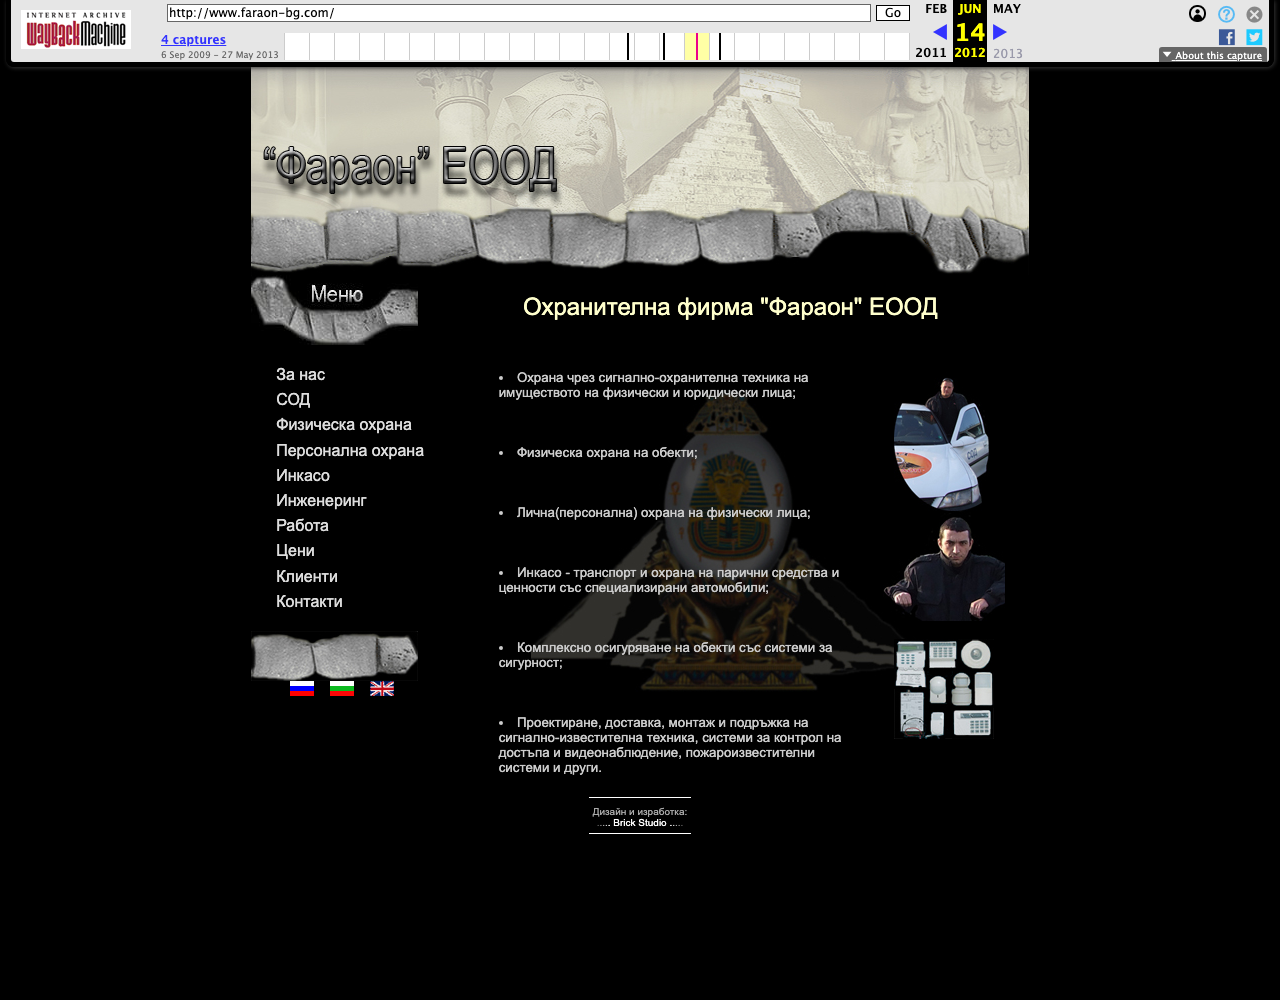 INTERNET ARCHIVE
WayBackMachine
http://www.faraon-bg.com/
Go
FEB
JUN
MAY
4 captures
14
6 Sep 2009 – 27 May 2013
2011
2012
2013
About this capture
“Фараон” ЕООД
Меню
Охранителна фирма "Фараон" ЕООД
За нас
СОД
Физическа охрана
Персонална охрана
Инкасо
Инженеринг
Работа
Цени
Клиенти
Контакти
• Охрана чрез сигнално-охранителна техника на
имуществото на физически и юридически лица;
• Физическа охрана на обекти;
• Лична(персонална) охрана на физически лица;
• Инкасо - транспорт и охрана на парични средства и
ценности със специализирани автомобили;
• Комплексно осигуряване на обекти със системи за
сигурност;
• Проектиране, доставка, монтаж и подръжка на
сигнално-известителна техника, системи за контрол на
достъпа и видеонаблюдение, пожароизвестителни
системи и други.
СОД
Дизайн и изработка:
..... Brick Studio .....